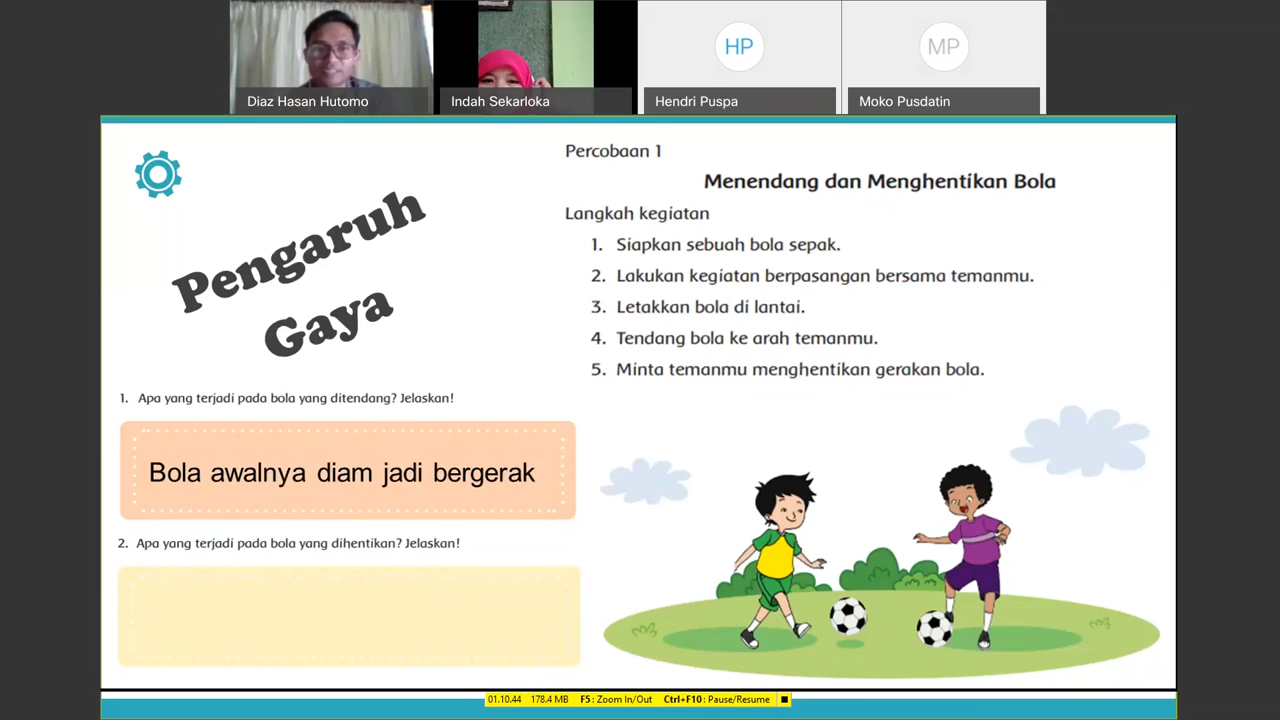 HP
MP
Diaz Hasan Hutomo
Indah Sekarloka
Hendri Puspa
Moko Pusdatin
Pengaruh
Gaya
Percobaan 1
Menendang dan Menghentikan Bola
Langkah kegiatan
1. Siapkan sebuah bola sepak.
2. Lakukan kegiatan berpasangan bersama temanmu.
3. Letakkan bola di lantai.
4. Tendang bola ke arah temanmu.
5. Minta temanmu menghentikan gerakan bola.
1. Apa yang terjadi pada bola yang ditendang? Jelaskan!
Bola awalnya diam jadi bergerak
2. Apa yang terjadi pada bola yang dihentikan? Jelaskan!
01.10.44 178.4 MB F5 : Zoom In/Out Ctrl+F10 : Pause/Resume